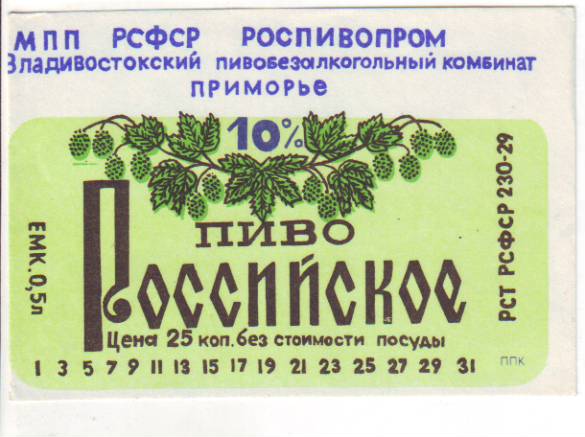 МПП РСФСР РОСПИВОПРОМ
Владивостокский пивобезалкогольный комбинат
ПРИМОРЬЕ
10%
ПИВО
РОССИЙСКОЕ
Цена 25 коп. без стоимости посуды
1 3 5 7 9 11 13 15 17 19 21 23 25 27 29 31
ЕМК. 0,5л
РСТ РСФСР 230-29
ППК